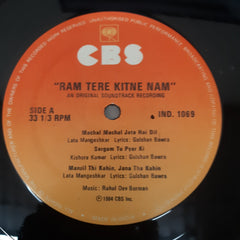 CBS
"RAM TERE KITNE NAM"
AN ORIGINAL SOUNDTRACK RECORDING
SIDE A
33 1/3 RPM
IND. 1069
Machal Machal Jata Hai Dil
Lata Mangeshkar Lyrics: Gulshan Bawra
Sargam To Pyar Ki
Kishore Kumar Lyrics: Gulshan Bawra
Manzil Thi Kahin, Jana Tha Kahin
Lata Mangeshkar Lyrics: Gulshan Bawra
Music: Rahul Dev Burman
℗ 1984 CBS Inc.